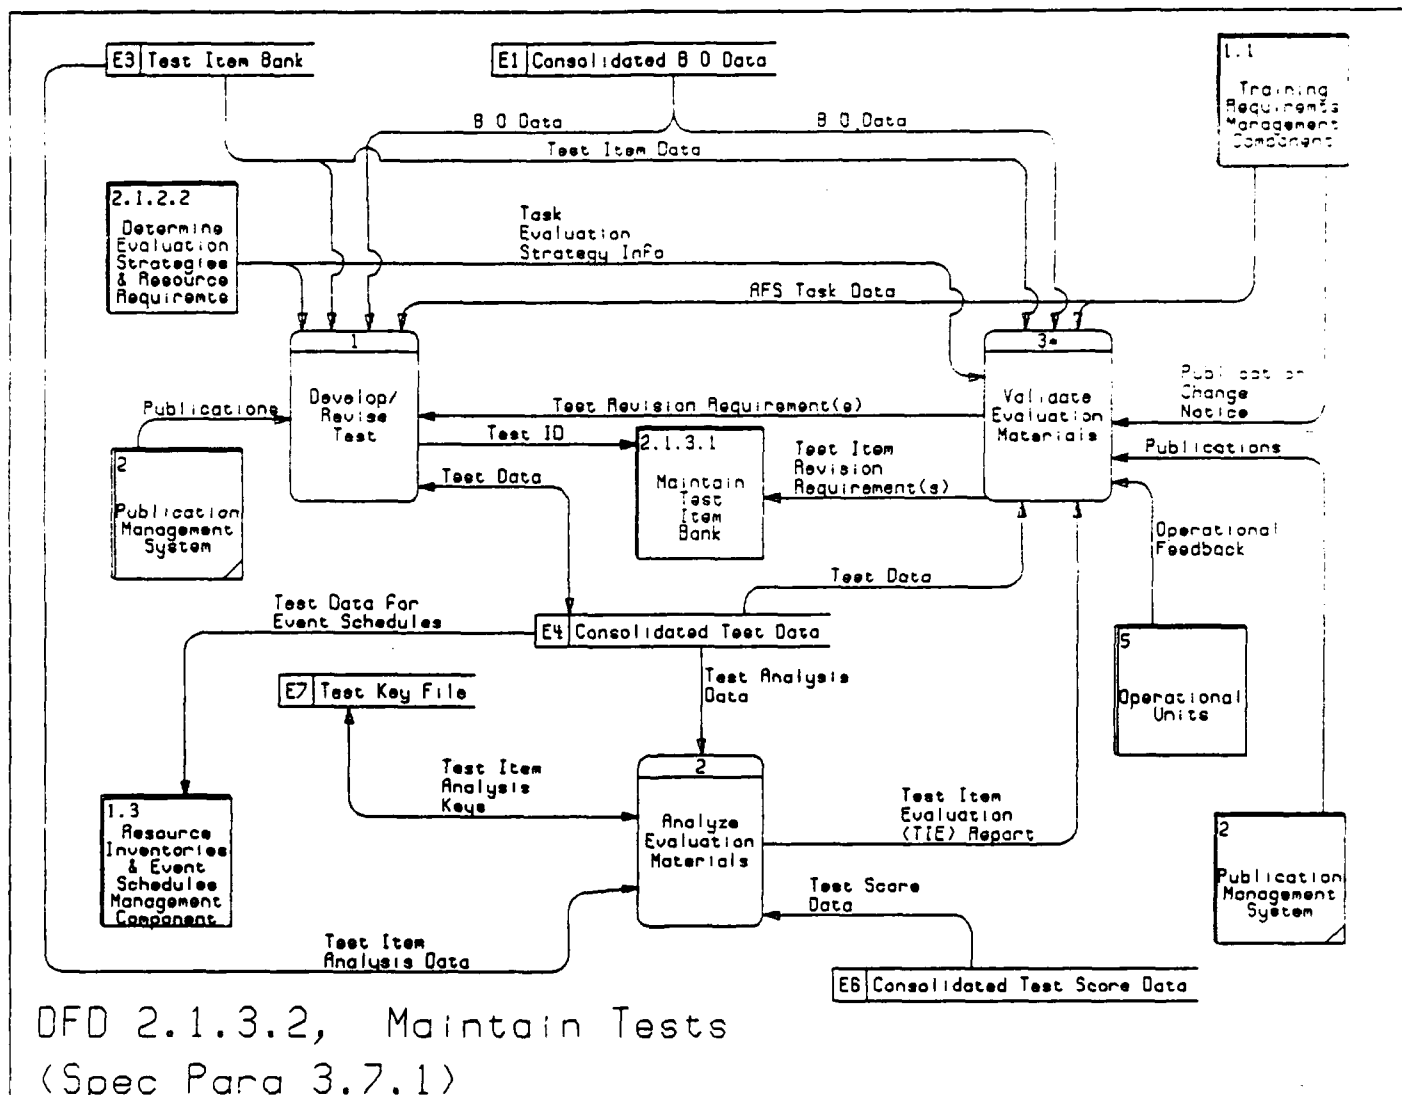 E3 Test Item Bank
E1 Consolidated B O Data
1.1
Training
Requiremts
Management
Component
B O Data
B O Data
Test Item Data
2.1.2.2
Determine
Evaluation
Strategies
& Resource
Requiremts
Task
Evaluation
Strategy Info
AFS Task Data
1
Develop/
Revise
Test
3*
Validate
Evaluation
Materials
Publication
Change
Notice
Publications
Test Revision Requirement(s)
Test ID
2.1.3.1
Maintain
Test
Item
Bank
Test Item
Revision
Requirement(s)
Publications
2
Publication
Management
System
Test Data
Operational
Feedback
Test Data
Test Data For
Event Schedules
E4 Consolidated Test Data
5
Operational
Units
E7 Test Key File
Test Analysis
Data
2
Analyze
Evaluation
Materials
Test Item
Analysis
Keys
Test Item
Evaluation
(TIE) Report
1.3
Resource
Inventories
& Event
Schedules
Management
Component
2
Publication
Management
System
Test Score
Data
Test Item
Analysis Data
E6 Consolidated Test Score Data
DFD 2.1.3.2, Maintain Tests
(Spec Para 3.7.1)